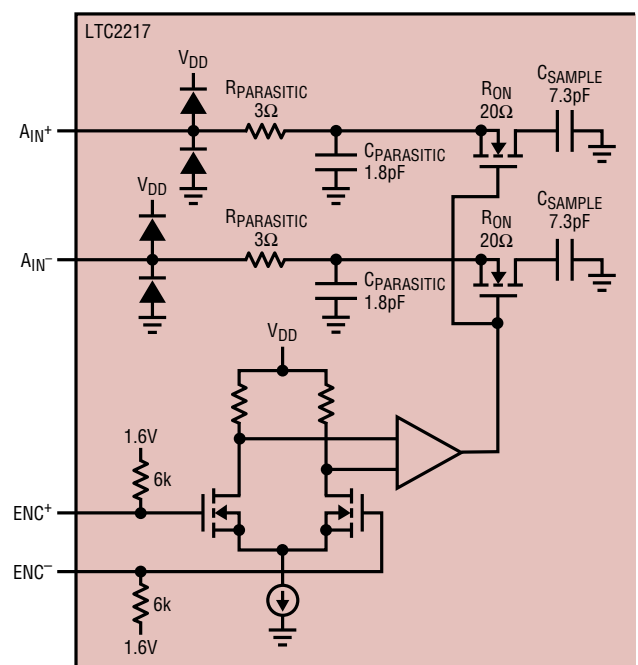 LTC2217
VDD
RPARASITIC
3Ω
RON
20Ω
CSAMPLE
7.3pF
AIN+
CPARASITIC
1.8pF
VDD
RPARASITIC
3Ω
RON
20Ω
CSAMPLE
7.3pF
AIN−
CPARASITIC
1.8pF
VDD
1.6V
6k
ENC+
ENC−
6k
1.6V